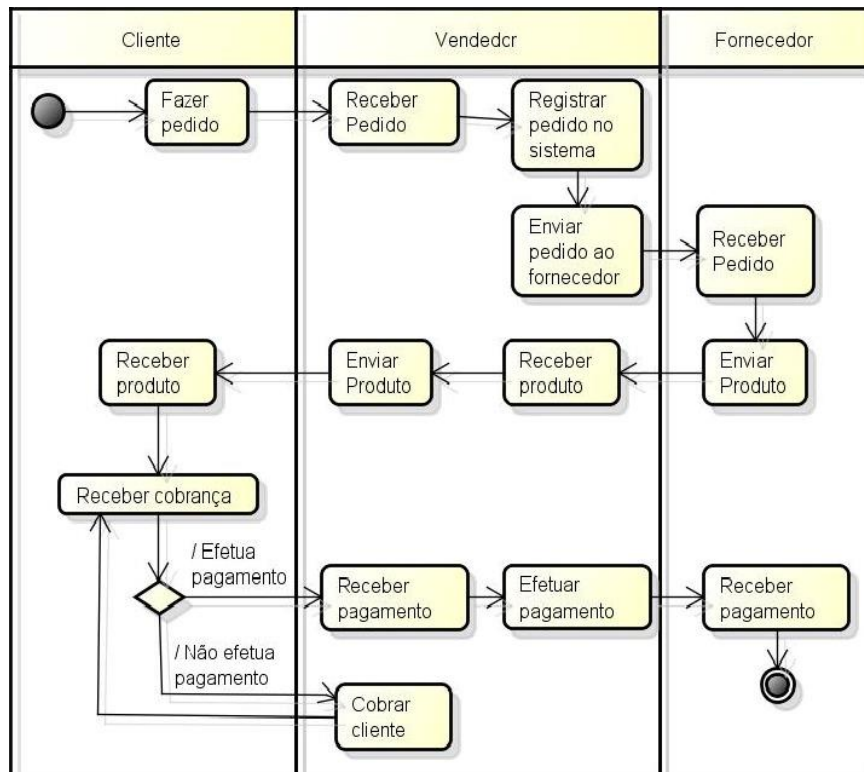 Cliente
Vendedcr
Fornecedor
Fazer
pedido
Receber
Pedido
Registrar
pedido no
sistema
Enviar
pedido ao
fornecedor
Receber
Pedido
Receber
produto
Enviar
Produto
Receber
produto
Enviar
Produto
Receber cobrança
/ Efetua
pagamento
Receber
pagamento
Efetuar
pagamento
Receber
pagamento
/ Não efetua
pagamento
Cobrar
cliente